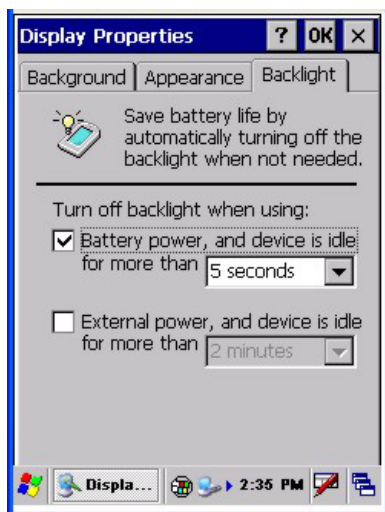 Display Properties ? OK ×
Background Appearance Backlight
Save battery life by
automatically turning off the
backlight when not needed.
Turn off backlight when using:
Battery power, and device is idle
for more than 5 seconds
External power, and device is idle
for more than 2 minutes
Displa... 2:35 PM